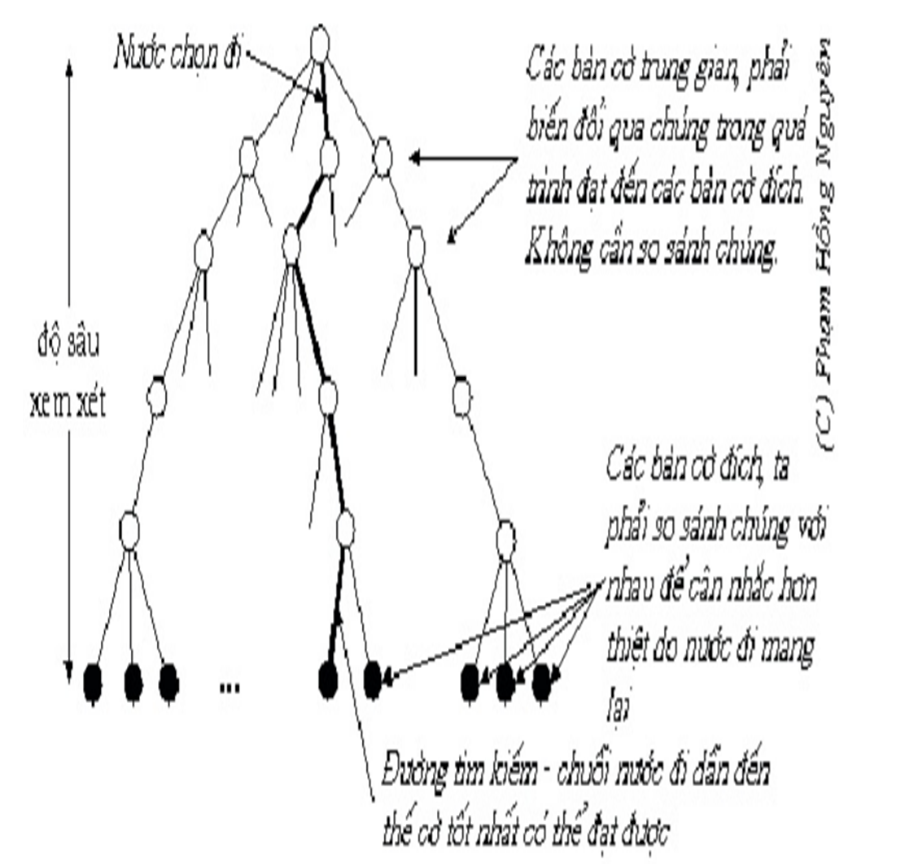 Nước chọn đi
Các bàn cờ trung gian, phải
biến đổi qua chúng trong quá
trình đạt đến các bàn cờ đích.
Không cần so sánh chúng.
(C) Phạm Hồng Nguyên
độ sâu
xem xét
Các bàn cờ đích, ta
phải so sánh chúng với
nhau để cân nhắc hơn
thiệt do nước đi mang
lại
...
Đường tìm kiếm - chuỗi nước đi dẫn đến
thế cờ tốt nhất có thể đạt được